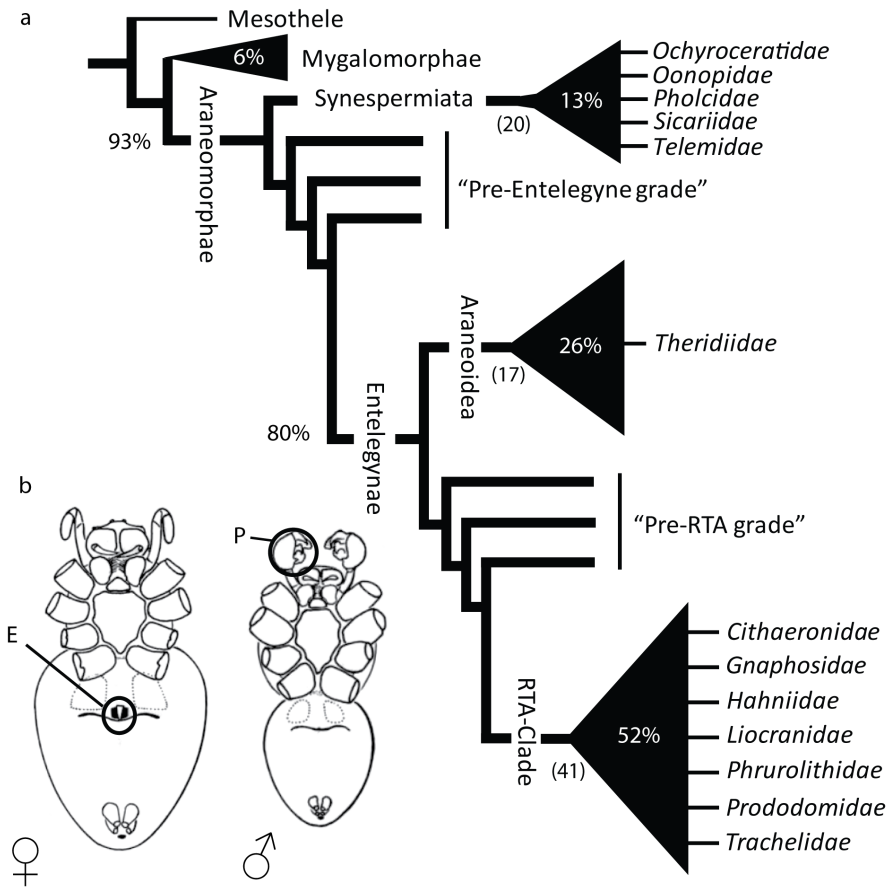 a
Mesothele
6%
Mygalomorphae
93%
Araneomorphae
Synespermiata
(20)
13%
Ochyroceratidae
Oonopidae
Pholcidae
Sicariidae
Telemidae
“Pre-Entelegyne grade”
Araneoidea
(17)
26%
Theridiidae
80%
Entelegynae
“Pre-RTA grade”
RTA-Clade
(41)
52%
Cithaeronidae
Gnaphosidae
Hahniidae
Liocranidae
Phrurolithidae
Prododomidae
Trachelidae
b
E
P
♀
♂